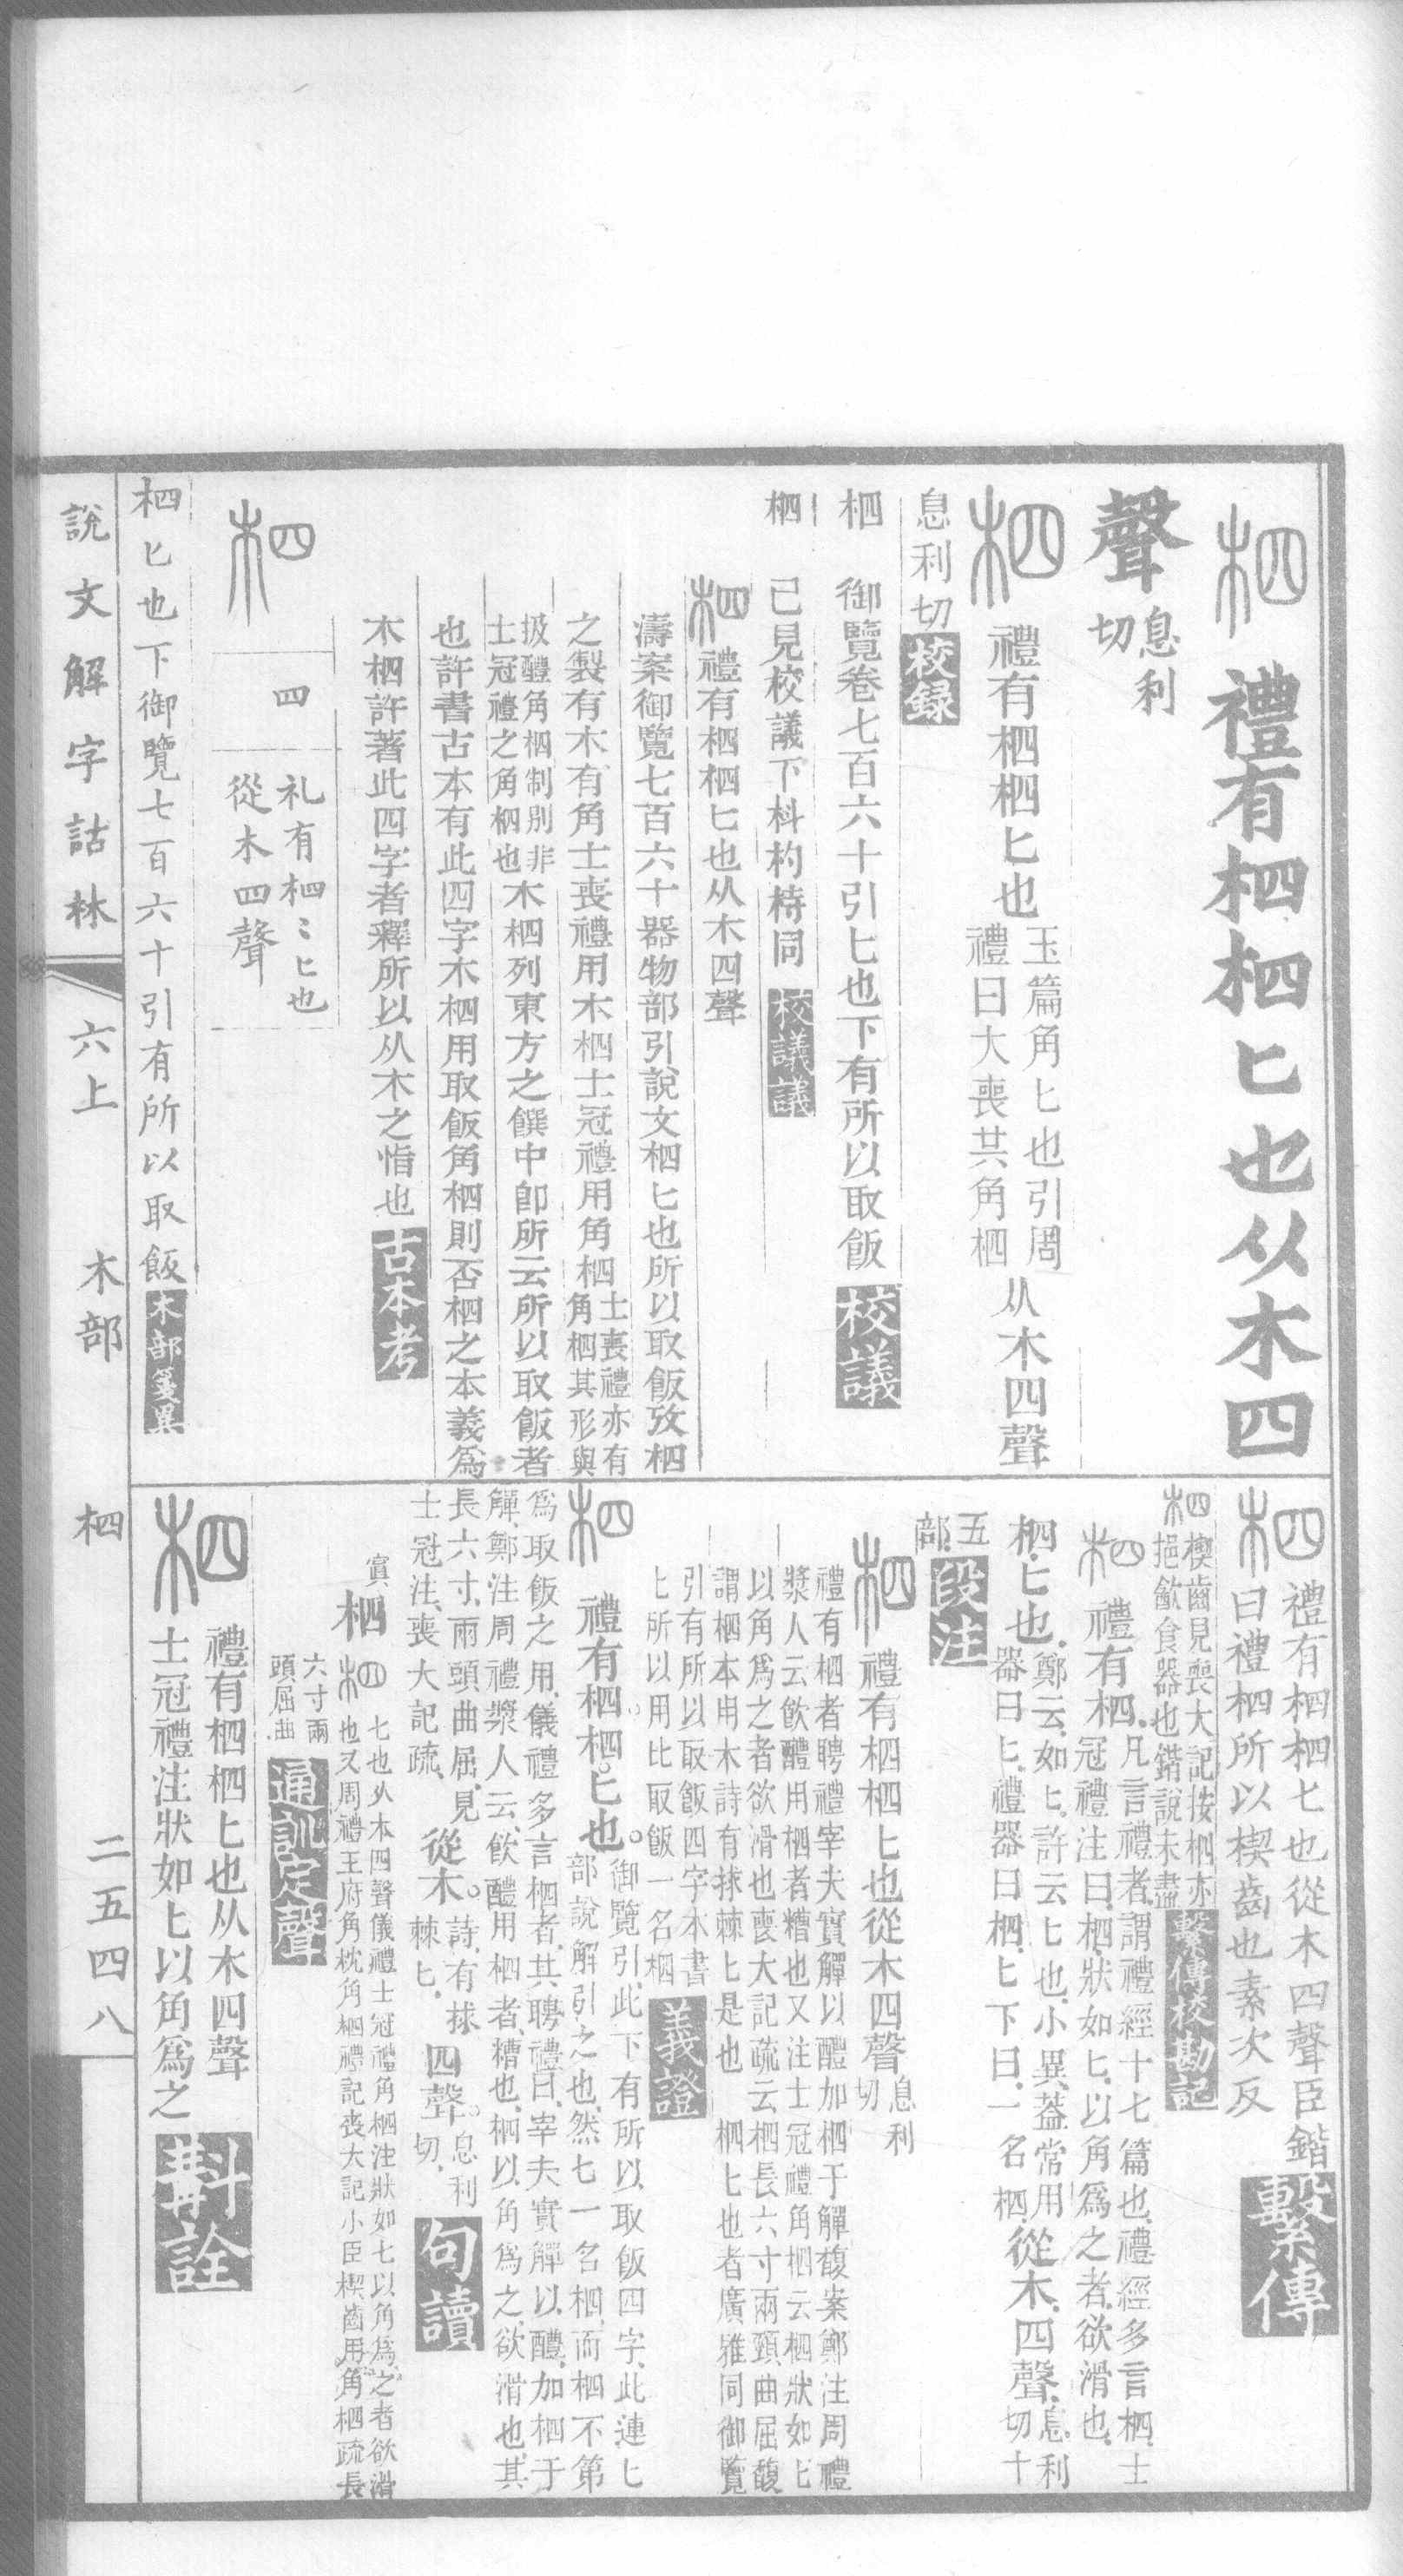 柶禮有柶柶匕也从木四
聲息利切
柶禮有柶柶匕也玉篇角匕也引周禮曰大喪共角柶从木四聲
息利切校録
柶御覽卷七百六十引匕也下有所以取飯校議
柶已見校議下枓杓㭙同校議議
柶禮有柶柶匕也从木四聲
濤案御覽七百六十器物部引說文柶匕也所以取飯攷柶
之製有木有角士喪禮用木柶士冠禮用角柶士喪禮亦有角柶其形與
扱醴角柶制別非士冠禮之角柶也木柶列東方之饌中卽所云所以取飯者
也許書古本有此四字木柶用取飯角柶則否柶之本義爲
木柶許著此四字者釋所以从木之恉也古本考
柶四礼有柶〻匕也從木四聲
柶匕也下御覽七百六十引有所以取飯木部箋異
柶禮有柶柶匕也從木四聲臣鍇
曰禮柶所以楔齒也素次反繫傳
柶楔齒見喪大記按柶亦挹歠食器也鍇說未盡繫傳校勘記
柶禮有柶凡言禮者謂禮經十七篇也禮經多言柶士冠禮注曰柶狀如匕以角爲之者欲滑也
柶匕也鄭云如匕許云匕也小異葢常用器曰匕禮器曰柶匕下曰一名柶從木四聲息利切十
五部段注
柶禮有柶柶匕也從木四聲息利切
禮有柶者聘禮宰夫實觶以醴加柶于觶馥案鄭注周禮
漿人云飲醴用柶者糟也又注士冠禮角柶云柶狀如匕
以角爲之者欲滑也喪大記疏云柶長六寸兩頭曲屈馥
謂柶本用木詩有捄棘匕是也　柶匕也者廣雅同御覽
引有所以取飯四字本書
匕所以用比取飯一名柶義證
柶禮有柶柶匕也御覽引此下有所以取飯四字此連匕部說解引之也然匕一名柶而柶不第
爲取飯之用儀禮多言柶者其聘禮曰宰夫實觶以醴加柶于
觶鄭注周禮漿人云飲醴用柶者糟也柶以角爲之欲滑也其
長六寸兩頭曲屈見士冠注喪大記疏從木詩有捄棘匕四聲息利切句讀
柶匕也从木四聲儀禮士冠禮角柶注狀如匕以角爲之者欲滑也又周禮王府角枕角柶禮記喪大記小臣楔齒用角柶疏長
六寸兩頭屈曲通訓定聲
柶禮有柶柶匕也从木四聲
士冠禮注狀如匕以角爲之斠詮
說文解字詁林　六上　木部　柶　二五四八